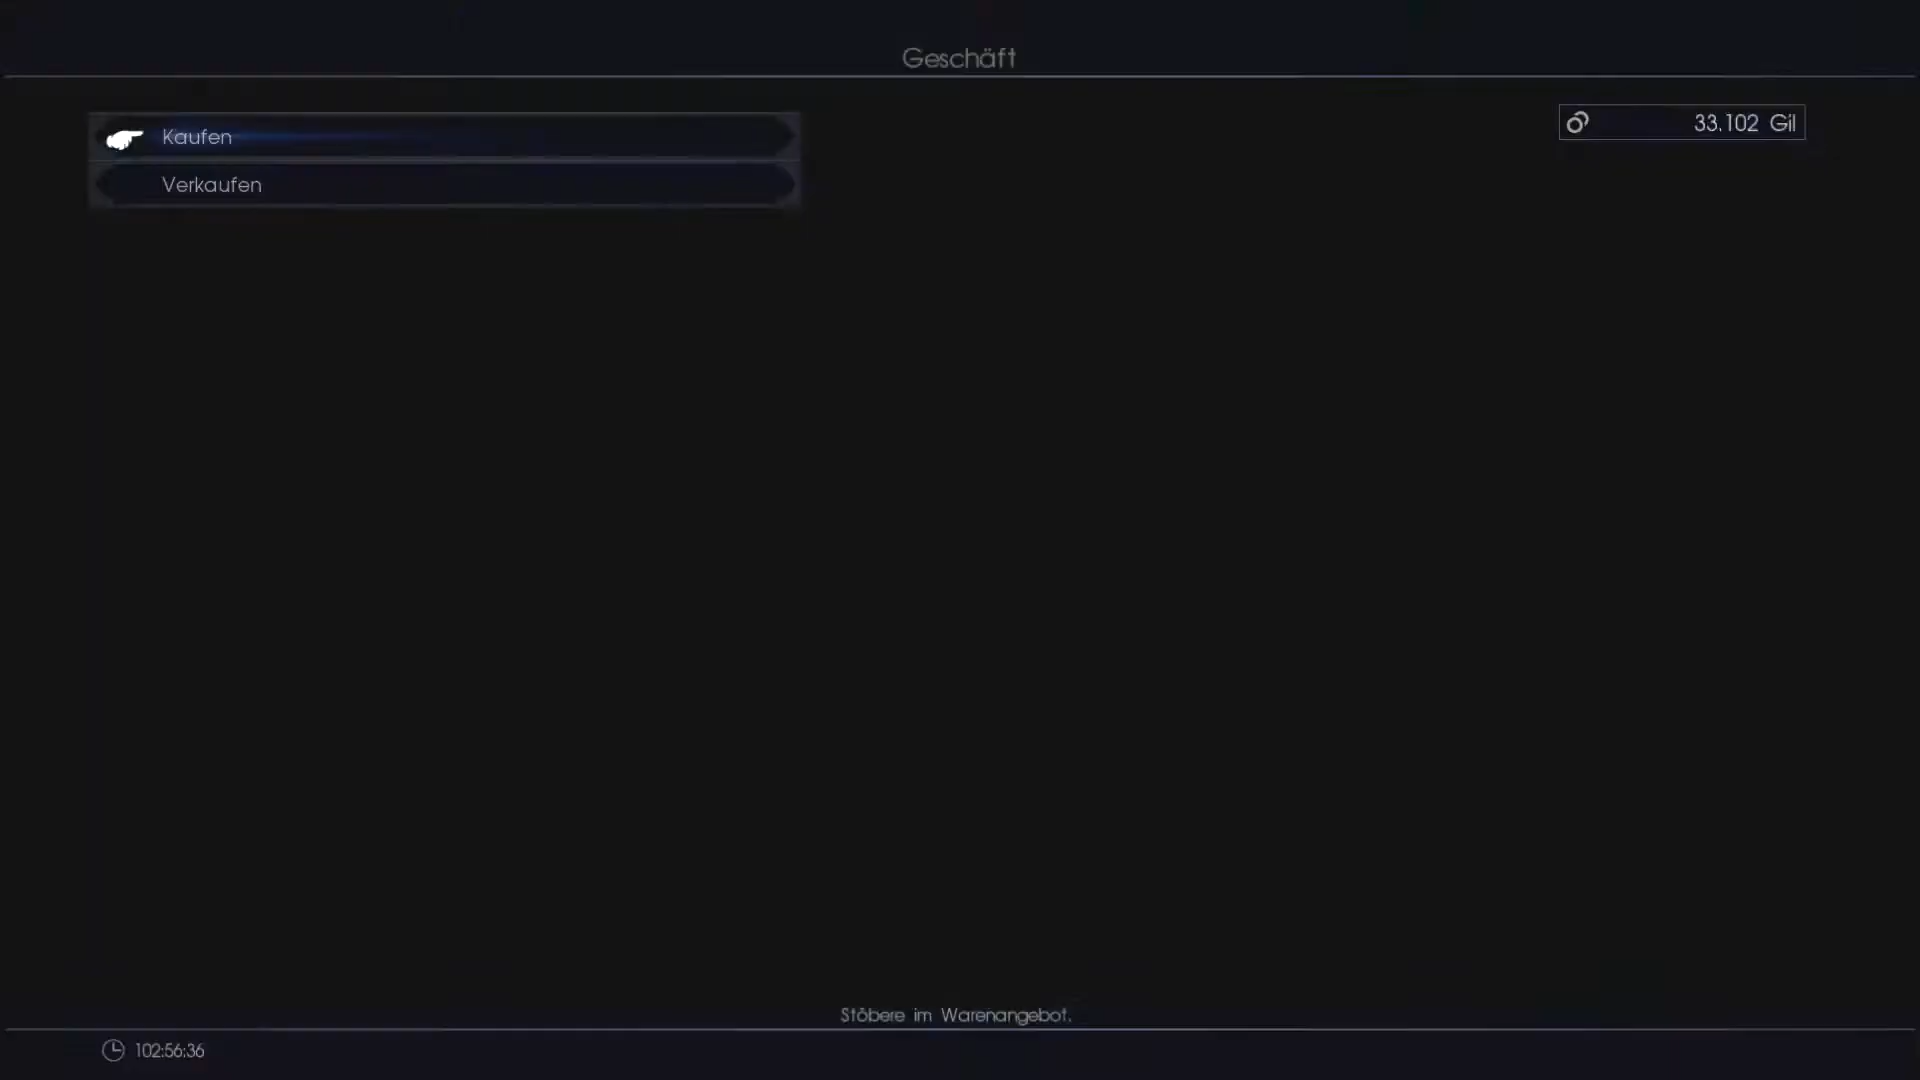 Geschäft
Kaufen
33.102 Gil
Verkaufen
Stöbere im Warenangebot.
102:56:36